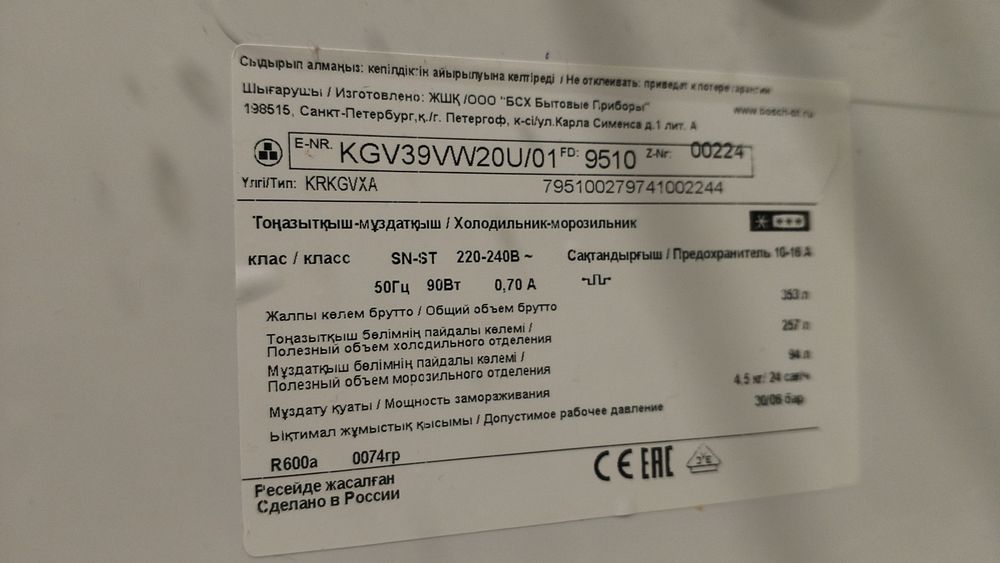 Сыдырып алмаңыз: кепілдіктін айырылуына келтіреді / Не отклеивать: приведет к потере гарантии
Шығарушы / Изготовлено: ЖШҚ /ООО "БСХ Бытовые Приборы"
www.bosch-bt.ru
198515, Санкт-Петербург,қ./г. Петергоф, к-сі/ул.Карла Сименса д.1 лит. А
E-NR. KGV39VW20U/01 FD: 9510 Z-Nr: 00224
Үлгі/Тип: KRKGVXA 795100279741002244
Тоңазытқыш-мұздатқыш / Холодильник-морозильник
клас / класс SN-ST 220-240В ~ Сақтандырғыш / Предохранитель 10-16 А
50Гц 90Вт 0,70 А
Жалпы көлем брутто / Общий объем брутто 353 л
Тоңазытқыш бөлімнің пайдалы көлемі /
Полезный объем холодильного отделения 257 л
Мұздатқыш бөлімнің пайдалы көлемі /
Полезный объем морозильного отделения 94 л
Мұздату қуаты / Мощность замораживания 4,5 кг/ 24 сағ/ч
Ықтимал жұмыстық қысымы / Допустимое рабочее давление 30/06 бар
R600a 0074гр
CE EAC
Ресейде жасалған
Сделано в России